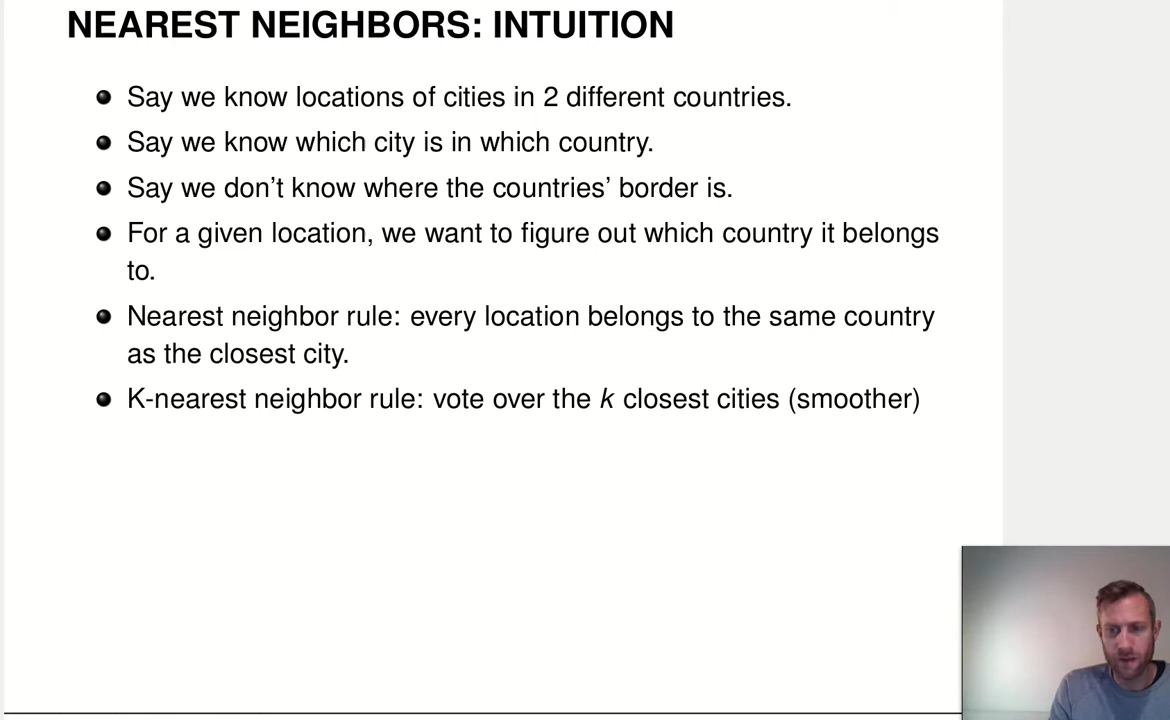 NEAREST NEIGHBORS: INTUITION
Say we know locations of cities in 2 different countries.
Say we know which city is in which country.
Say we don't know where the countries' border is.
For a given location, we want to figure out which country it belongs
to.
Nearest neighbor rule: every location belongs to the same country
as the closest city.
K-nearest neighbor rule: vote over the k closest cities (smoother)